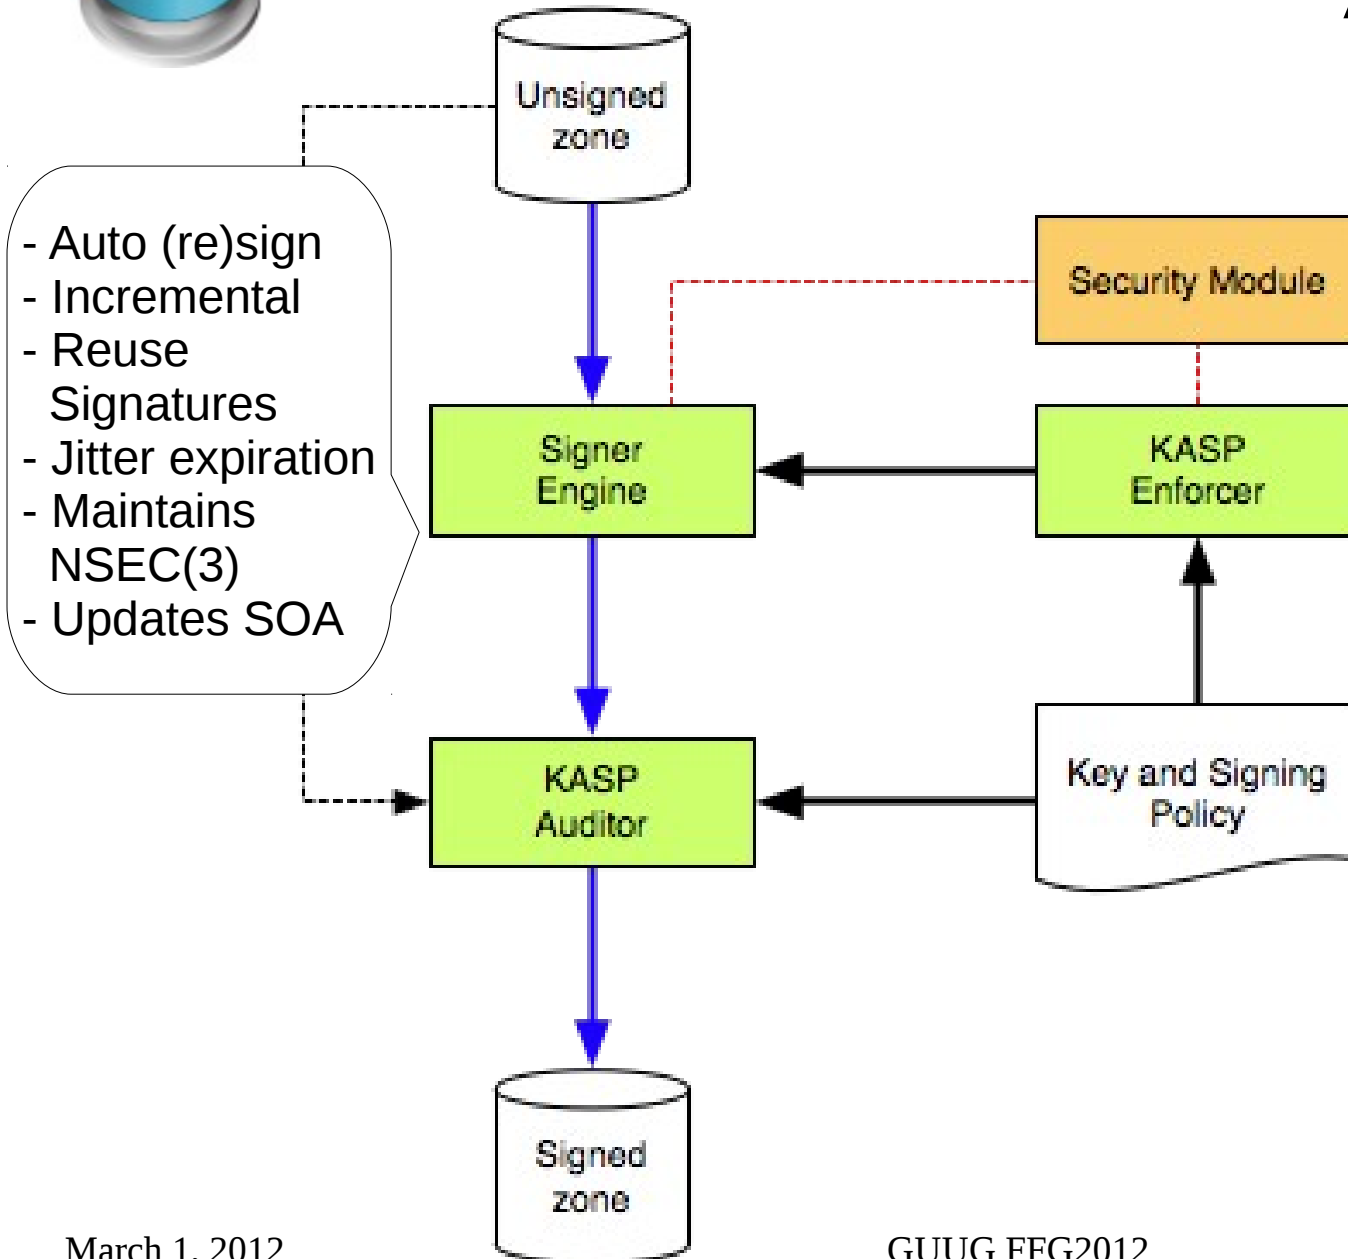 Unsigned
zone
- Auto (re)sign
- Incremental
- Reuse
Signatures
- Jitter expiration
- Maintains
NSEC(3)
- Updates SOA
Security Module
Signer
Engine
KASP
Enforcer
KASP
Auditor
Key and Signing
Policy
Signed
zone
March 1, 2012
GUUG FFG2012